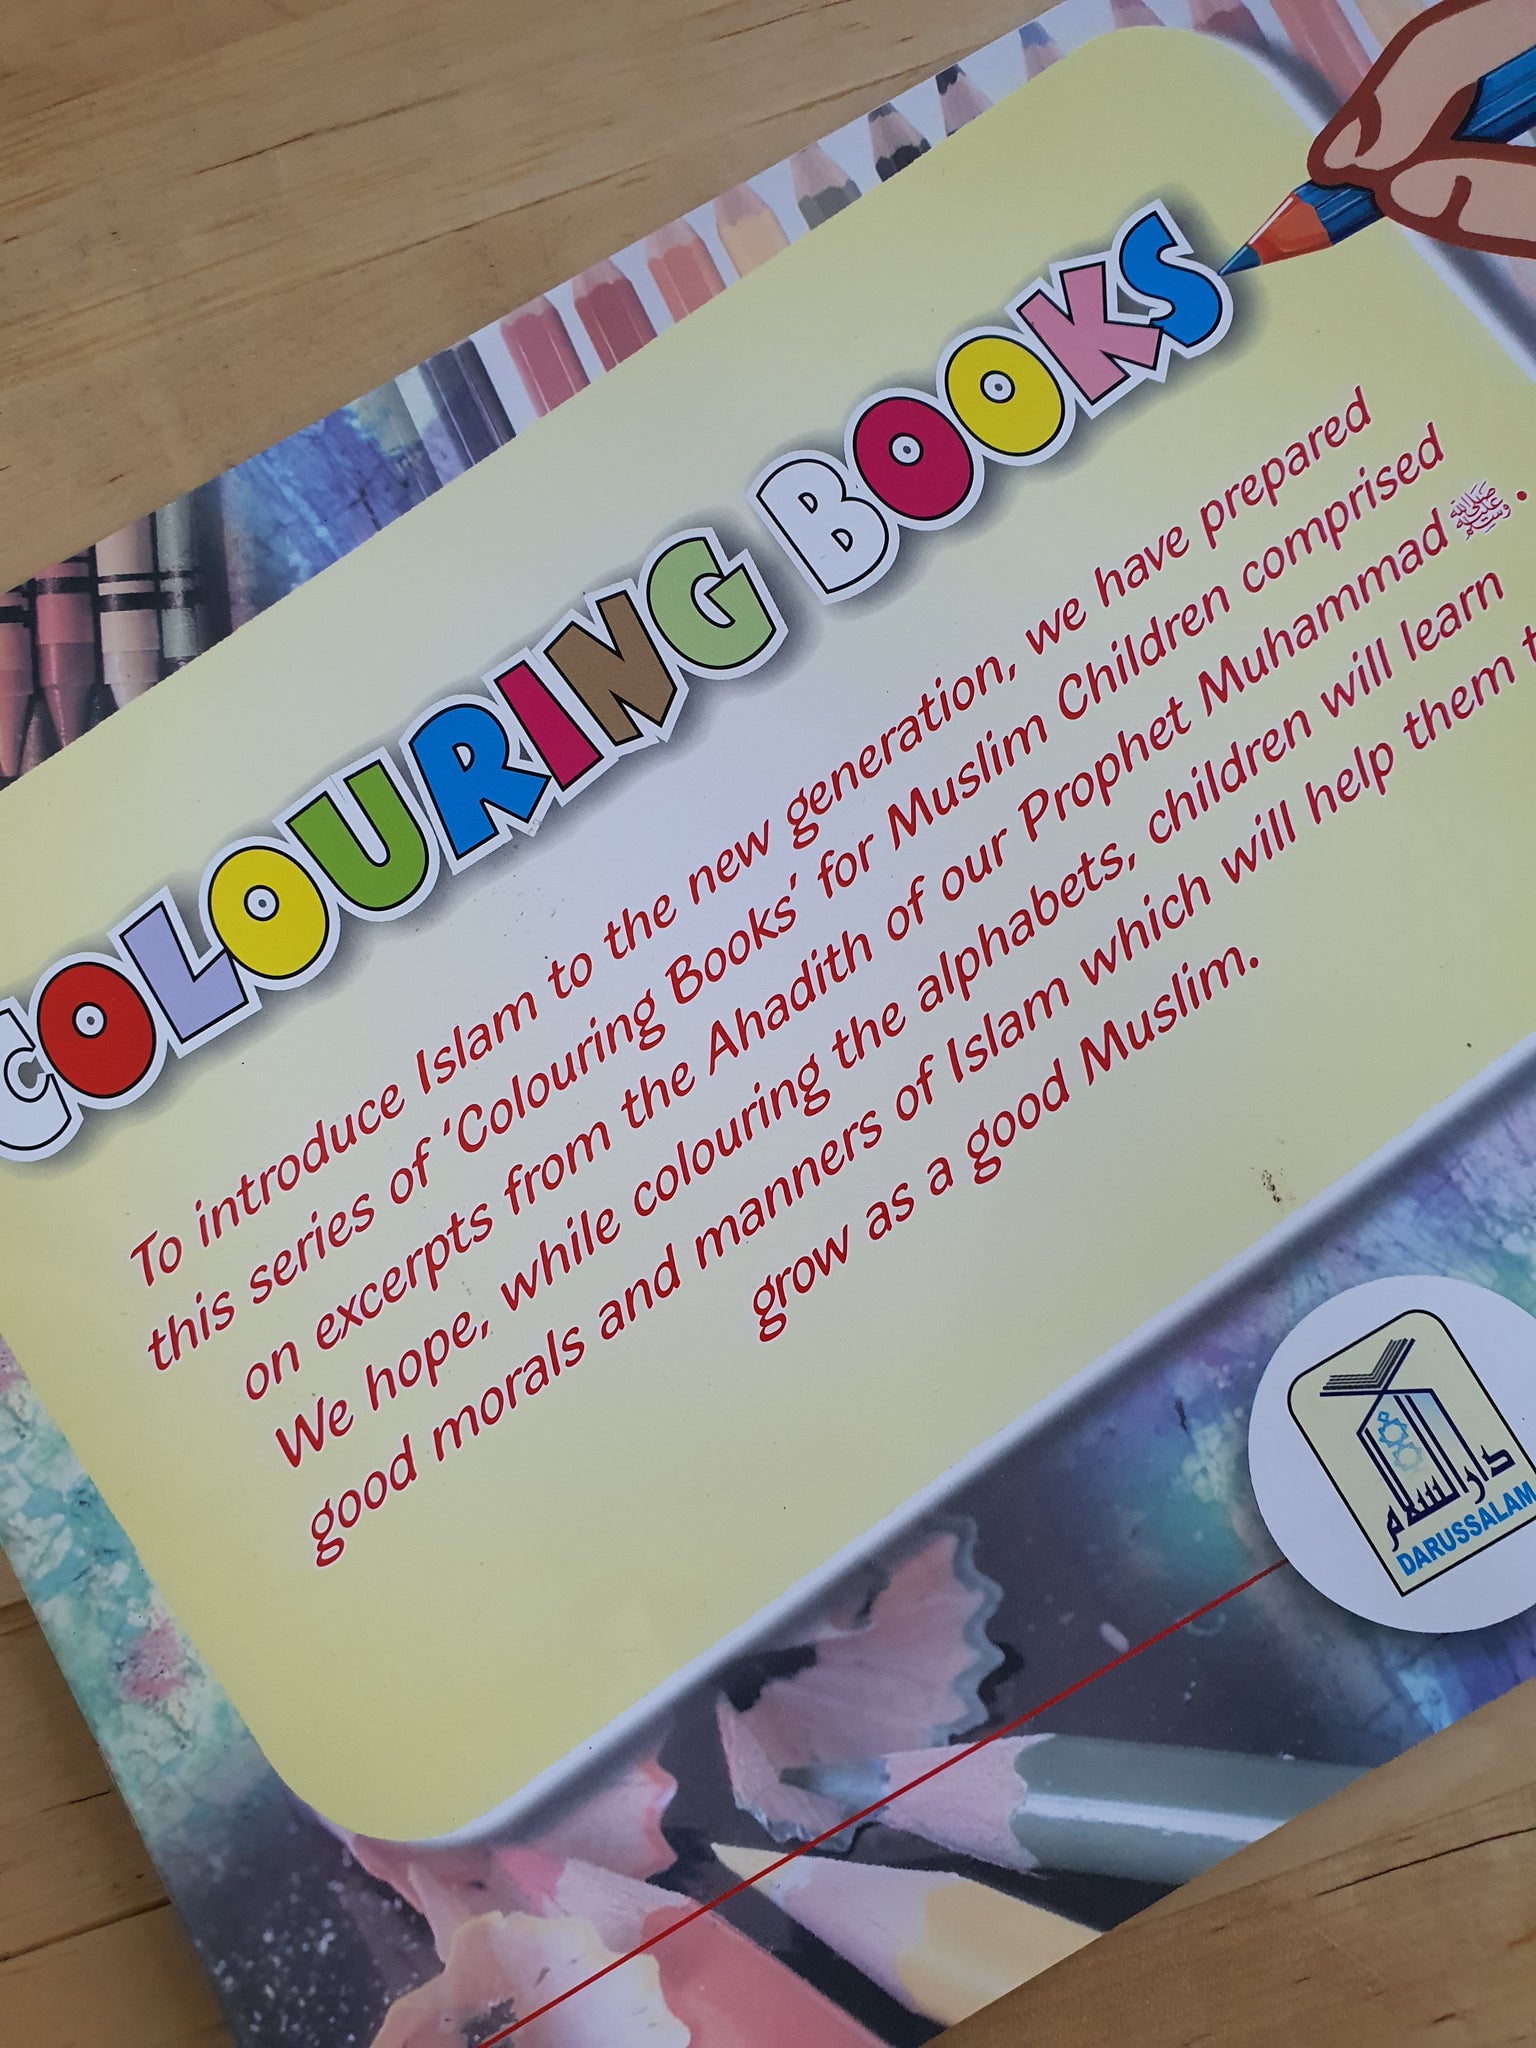 COLOURING BOOKS
To introduce Islam to the new generation, we have prepared
this series of 'Colouring Books' for Muslim Children comprised
on excerpts from the Ahadith of our Prophet Muhammad ﷺ.
We hope, while colouring the alphabets, children will learn
good morals and manners of Islam which will help them
grow as a good Muslim.
دارالسلام
DARUSSALAM